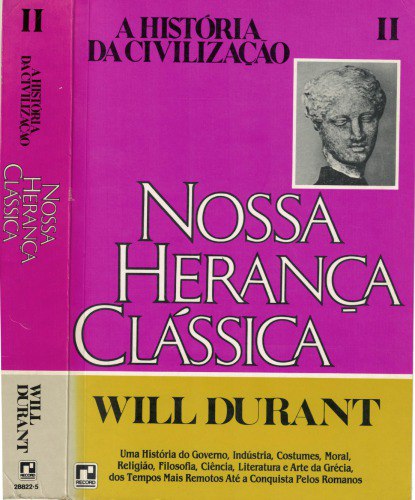 II
A HISTÓRIA
DA CIVILIZAÇÃO
NOSSA
HERANÇA
CLÁSSICA
WILL
DURANT
RECORD
28822-5
A HISTÓRIA
DA CIVILIZAÇÃO
II
NOSSA
HERANÇA
CLÁSSICA
WILL DURANT
Uma História do Governo, Indústria, Costumes, Moral,
Religião, Filosofia, Ciência, Literatura e Arte da Grécia,
dos Tempos Mais Remotos Até a Conquista Pelos Romanos
RECORD